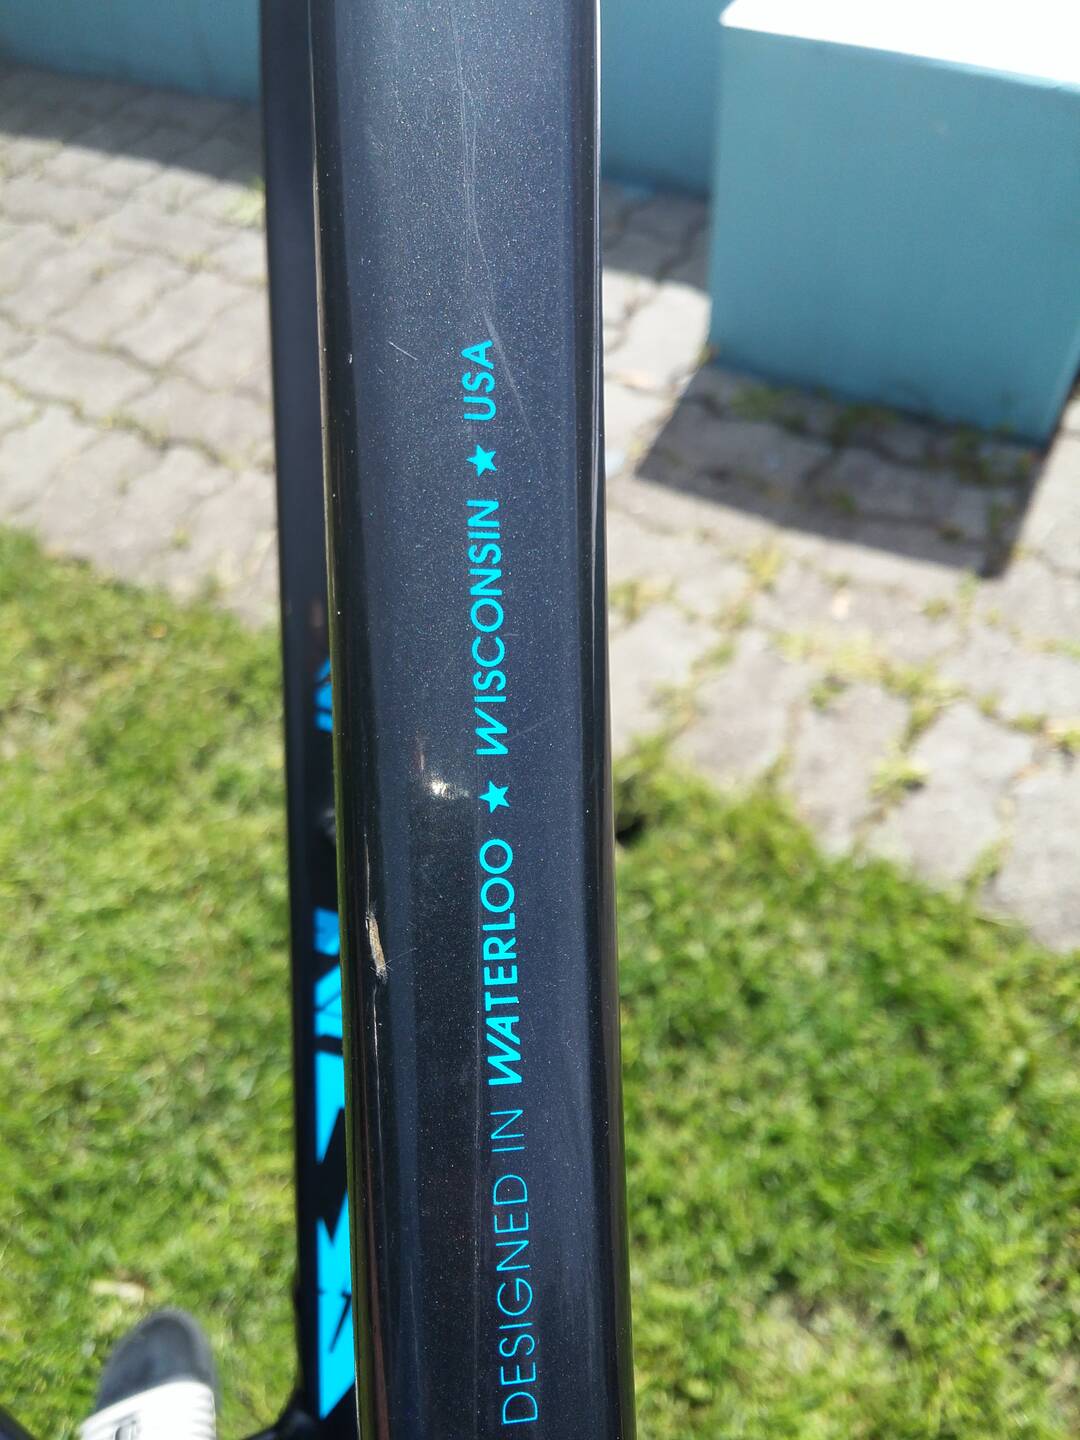 DESIGNED IN WATERLOO ★ WISCONSIN ★ USA